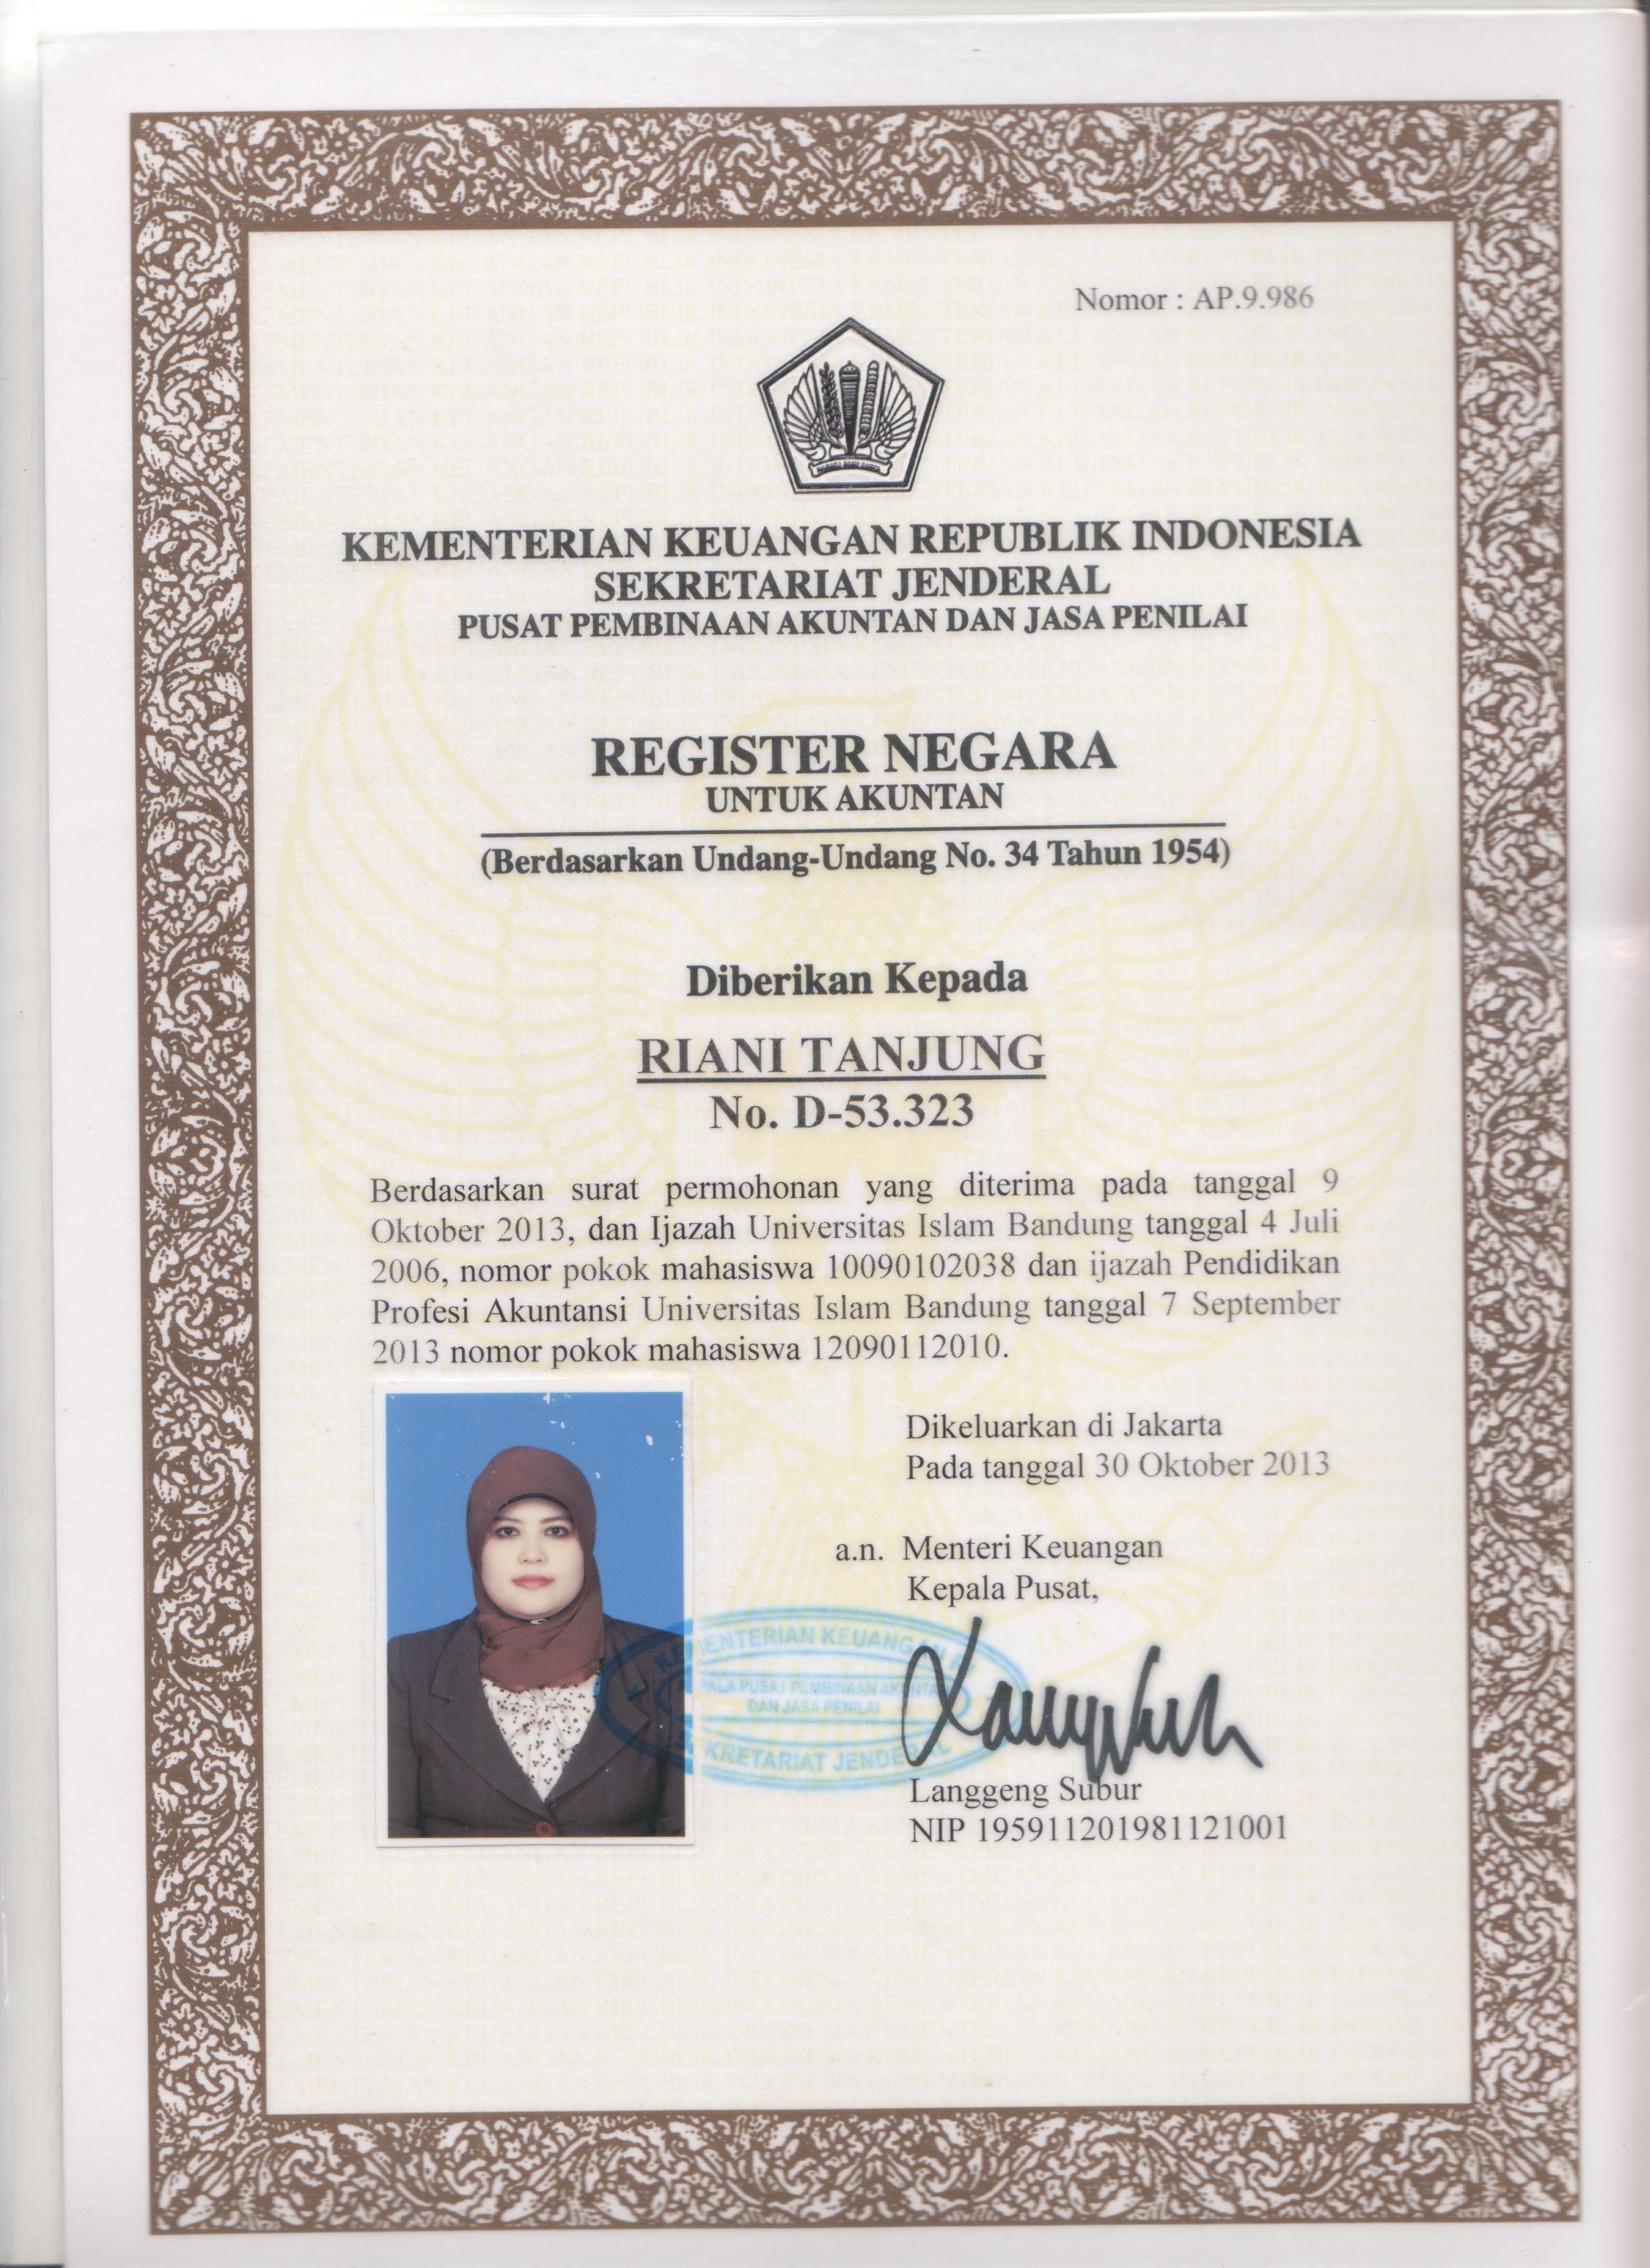 Nomor : AP.9.986
KEMENTERIAN KEUANGAN REPUBLIK INDONESIA
SEKRETARIAT JENDERAL
PUSAT PEMBINAAN AKUNTAN DAN JASA PENILAI
REGISTER NEGARA
UNTUK AKUNTAN
(Berdasarkan Undang-Undang No. 34 Tahun 1954)
Diberikan Kepada
RIANI TANJUNG
No. D-53.323
Berdasarkan surat permohonan yang diterima pada tanggal 9
Oktober 2013, dan Ijazah Universitas Islam Bandung tanggal 4 Juli
2006, nomor pokok mahasiswa 10090102038 dan ijazah Pendidikan
Profesi Akuntansi Universitas Islam Bandung tanggal 7 September
2013 nomor pokok mahasiswa 12090112010.
Dikeluarkan di Jakarta
Pada tanggal 30 Oktober 2013
a.n. Menteri Keuangan
Kepala Pusat,
KEMENTERIAN KEUANGAN
KEPALA PUSAT PEMBINAAN AKUNTAN
DAN JASA PENILAI
SEKRETARIAT JENDERAL
Langgeng Subur
NIP 195911201981121001